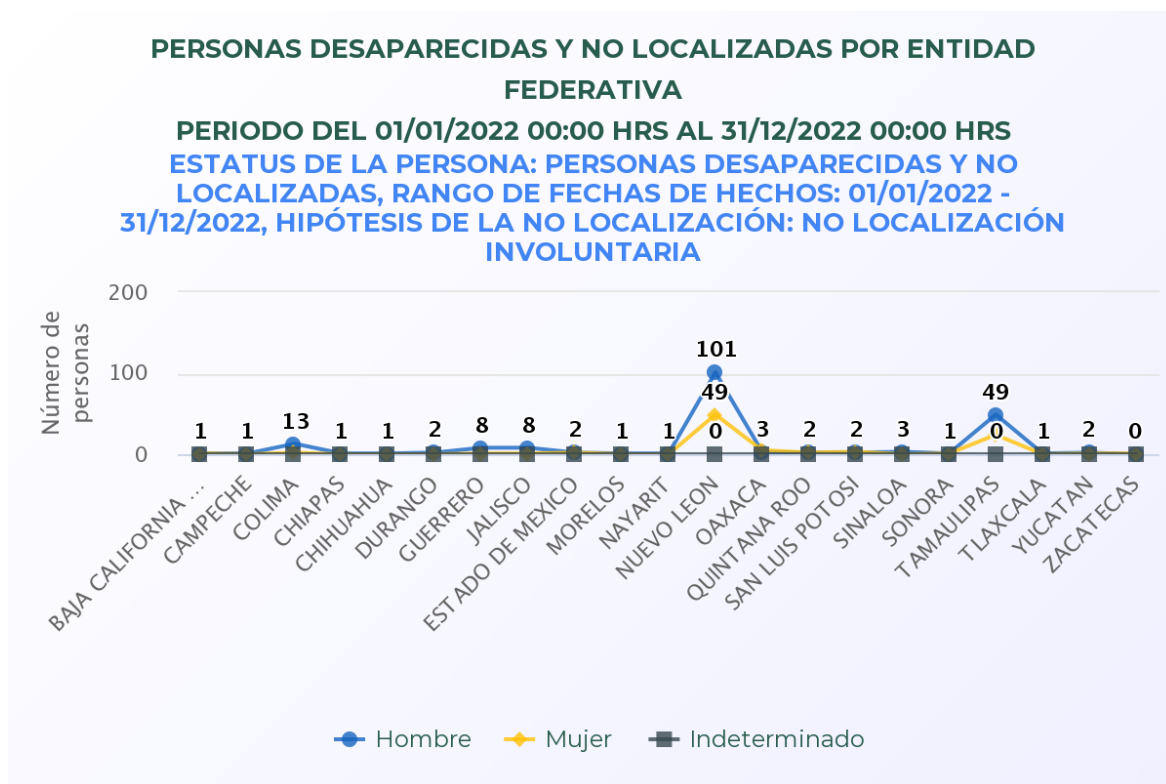 PERSONAS DESAPARECIDAS Y NO LOCALIZADAS POR ENTIDAD
FEDERATIVA
PERIODO DEL 01/01/2022 00:00 HRS AL 31/12/2022 00:00 HRS
ESTATUS DE LA PERSONA: PERSONAS DESAPARECIDAS Y NO
LOCALIZADAS, RANGO DE FECHAS DE HECHOS: 01/01/2022 -
31/12/2022, HIPÓTESIS DE LA NO LOCALIZACIÓN: NO LOCALIZACIÓN
INVOLUNTARIA
Número de
personas
200
100
0
1
1
13
1
1
2
8
8
2
1
1
101
49
0
3
2
2
3
1
49
0
1
2
0
BAJA CALIFORNIA ...
CAMPECHE
COLIMA
CHIAPAS
CHIHUAHUA
DURANGO
GUERRERO
JALISCO
ESTADO DE MEXICO
MORELOS
NAYARIT
NUEVO LEON
OAXACA
QUINTANA ROO
SAN LUIS POTOSI
SINALOA
SONORA
TAMAULIPAS
TLAXCALA
YUCATAN
ZACATECAS
Hombre
Mujer
Indeterminado